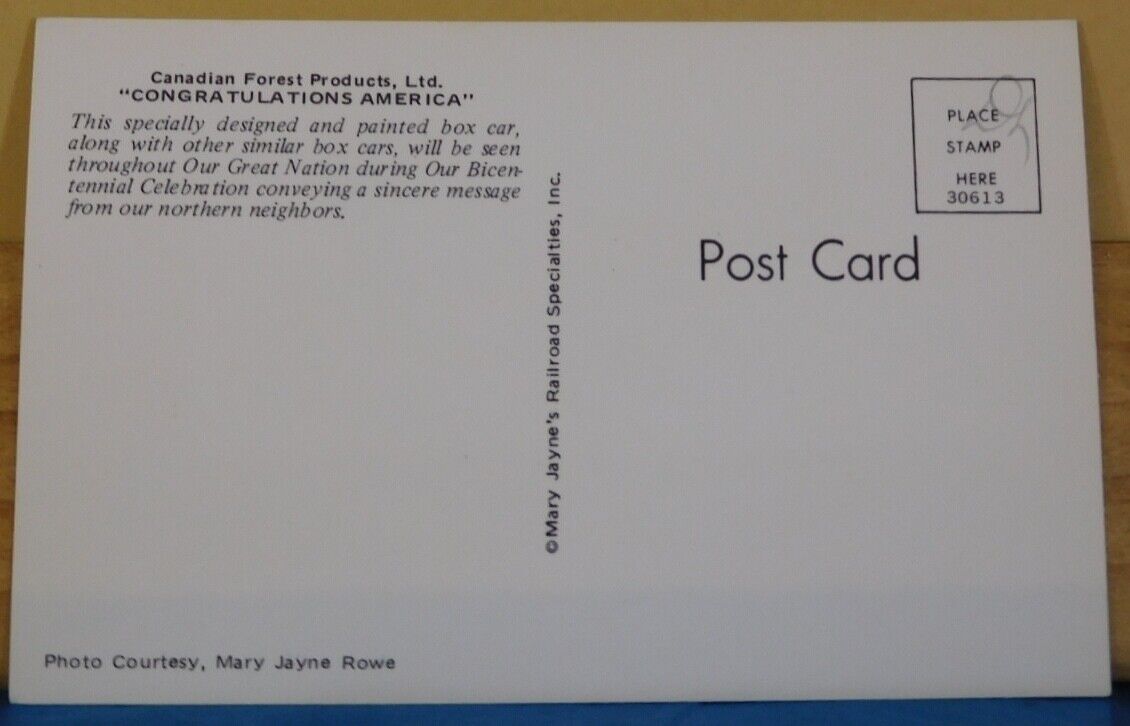 Canadian Forest Products, Ltd.
"CONGRATULATIONS AMERICA"
This specially designed and painted box car,
along with other similar box cars, will be seen
throughout Our Great Nation during Our Bicen-
tennial Celebration conveying a sincere message
from our northern neighbors.
Photo Courtesy, Mary Jayne Rowe
©Mary Jayne's Railroad Specialties, Inc.
PLACE
STAMP
HERE
30613
Post Card